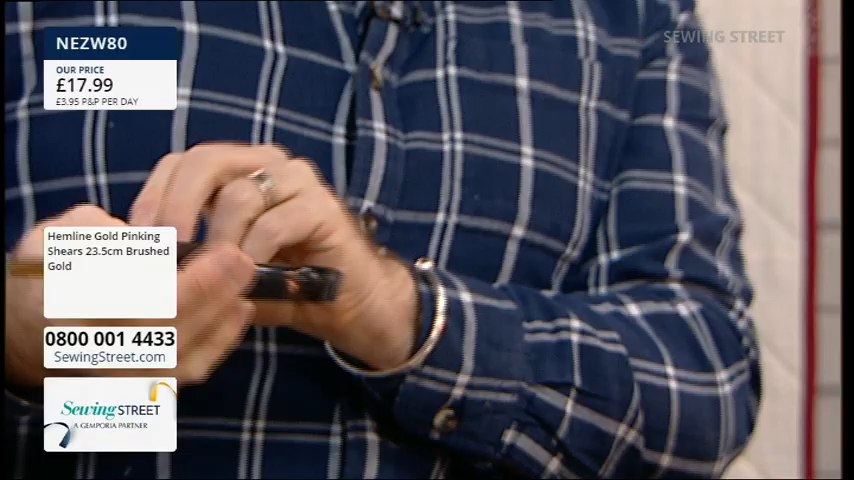 NEZW80
SEWING STREET
OUR PRICE
£17.99
£3.95 P&P PER DAY
Hemline Gold Pinking
Shears 23.5cm Brushed
Gold
0800 001 4433
SewingStreet.com
Sewing STREET
A GEMPORIA PARTNER